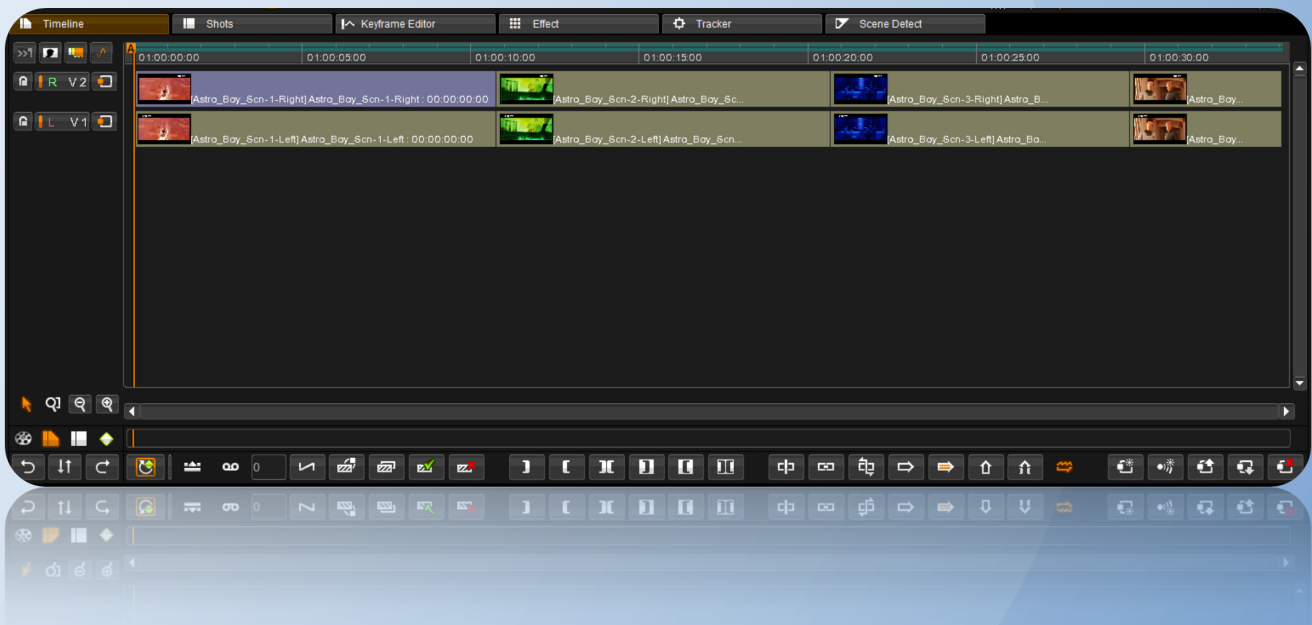 Timeline Shots Keyframe Editor Effect Tracker Scene Detect
01:00:00:00 01:00:05:00 01:00:10:00 01:00:15:00 01:00:20:00 01:00:25:00 01:00:30:00
A
R V2
[Astro_Boy_Scn-1-Right] Astro_Boy_Scn-1-Right : 00:00:00:00 [Astro_Boy_Scn-2-Right] Astro_Boy_Sc... [Astro_Boy_Scn-3-Right] Astro_B... [Astro_Boy...
L V1
[Astro_Boy_Scn-1-Left] Astro_Boy_Scn-1-Left : 00:00:00:00 [Astro_Boy_Scn-2-Left] Astro_Boy_Scn... [Astro_Boy_Scn-3-Left] Astro_Bo... [Astro_Boy...
0